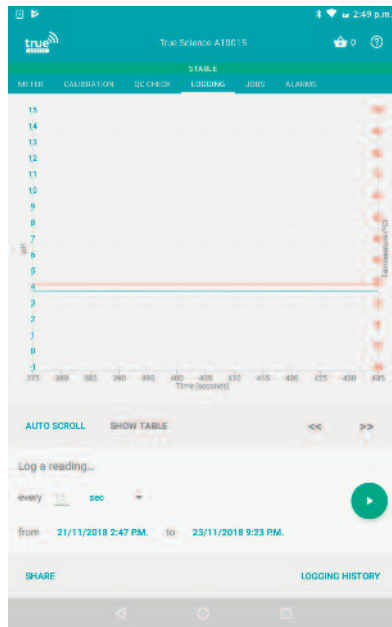 2:49 p.m.
true
True Science A10015
0
STABLE
METER CALIBRATION QC CHECK LOGGING JOBS ALARMS
15
14
13
12
11
10
9
8
7
6
5
4
3
2
1
0
-1
pH
Temperature (°C)
375 380 385 390 395 400 405 410 415 420 425 430 435
Time (seconds)
AUTO SCROLL SHOW TABLE << >>
Log a reading...
every 15 sec
from 21/11/2018 2:47 P.M. to 23/11/2018 9:23 P.M.
SHARE LOGGING HISTORY